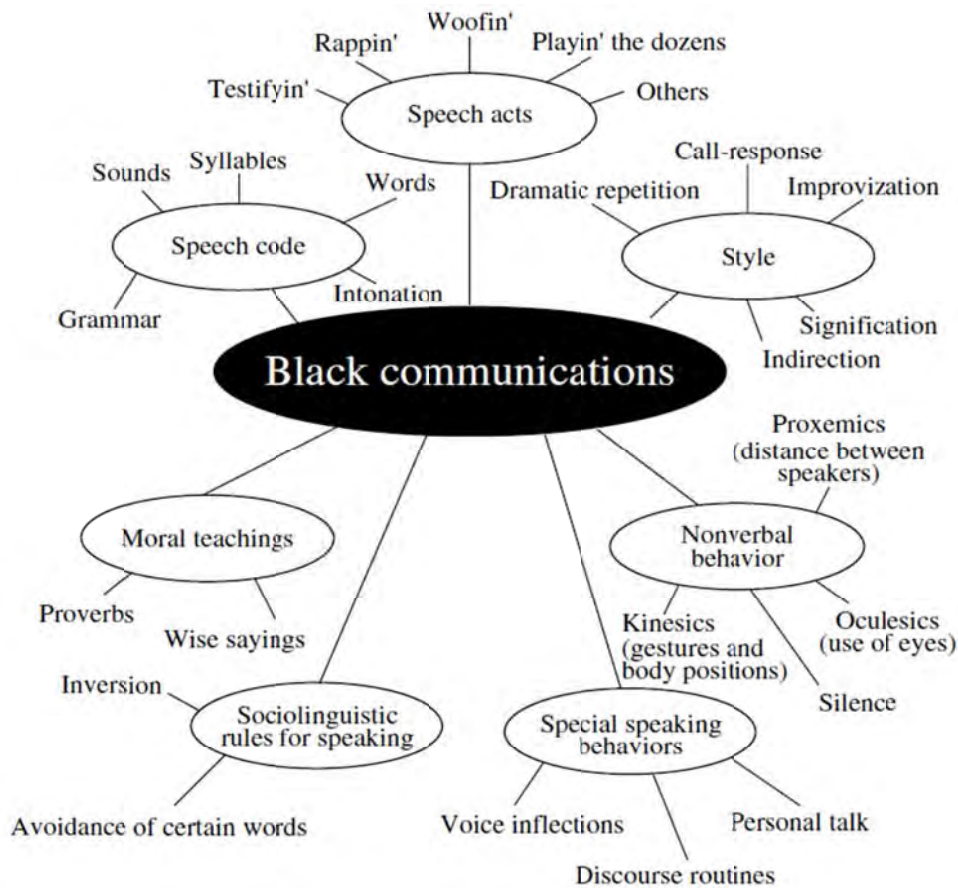 Woofin'
Rappin'
Playin' the dozens
Testifyin'
Others
Speech acts
Syllables
Sounds
Words
Speech code
Intonation
Grammar
Call-response
Dramatic repetition
Improvization
Style
Signification
Indirection
Black communications
Proxemics
(distance between
speakers)
Nonverbal
behavior
Kinesics
(gestures and
body positions)
Oculesics
(use of eyes)
Silence
Moral teachings
Proverbs
Wise sayings
Inversion
Sociolinguistic
rules for speaking
Avoidance of certain words
Special speaking
behaviors
Voice inflections
Personal talk
Discourse routines